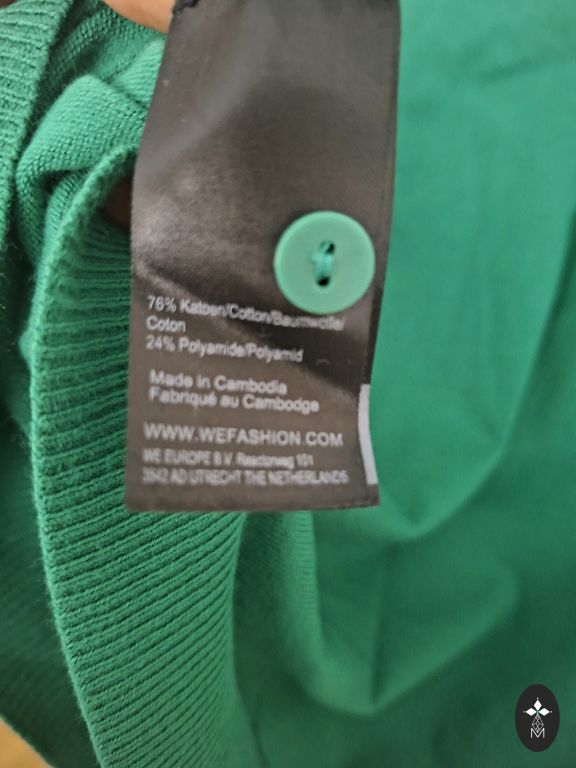 76% Katoen/Cotton/Baumwolle/
Coton
24% Polyamide/Polyamid
Made in Cambodia
Fabriqué au Cambodge
WWW.WEFASHION.COM
WE EUROPE B.V. Reactorweg 101
3542 AD UTRECHT THE NETHERLANDS